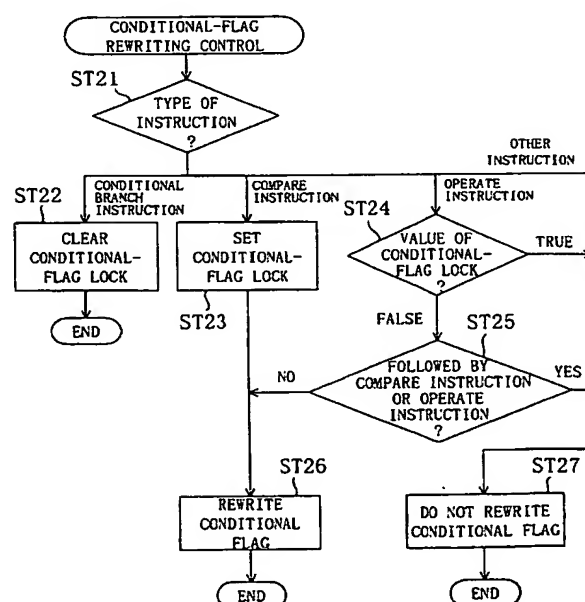 CONDITIONAL-FLAG
REWRITING CONTROL
ST21
TYPE OF
INSTRUCTION
?
OTHER
INSTRUCTION
ST22
CONDITIONAL
BRANCH
INSTRUCTION
COMPARE
INSTRUCTION
OPERATE
INSTRUCTION
ST24
CLEAR
CONDITIONAL-
FLAG LOCK
SET
CONDITIONAL-
FLAG LOCK
VALUE OF
CONDITIONAL-
FLAG LOCK
?
TRUE
END
ST23
FALSE
ST25
NO
FOLLOWED BY
COMPARE INSTRUCTION
OR OPERATE
INSTRUCTION
?
YES
ST26
REWRITE
CONDITIONAL
FLAG
ST27
DO NOT REWRITE
CONDITIONAL FLAG
END
END